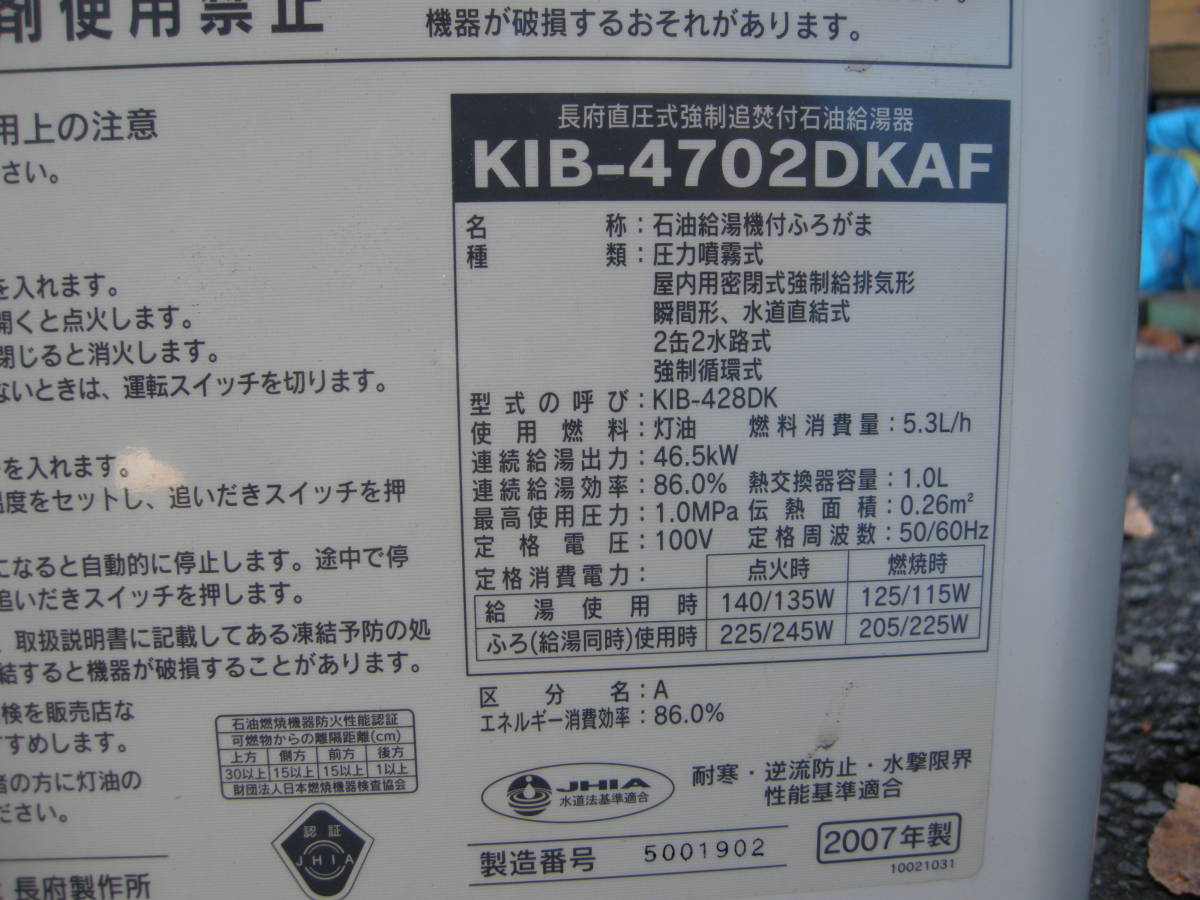 剤使用禁止
機器が破損するおそれがあります。
用上の注意
さい。
を入れます。
開くと点火します。
閉じると消火します。
ないときは、運転スイッチを切ります。
を入れます。
温度をセットし、追いだきスイッチを押
になると自動的に停止します。途中で停
追いだきスイッチを押します。
、取扱説明書に記載してある凍結予防の処
結すると機器が破損することがあります。
検を販売店な
すすめします。
者の方に灯油の
ださい。
石油燃焼機器防火性能認証
可燃物からの離隔距離(cm)
上方 側方 前方 後方
30以上 15以上 15以上 1以上
財団法人日本燃焼機器検査協会
認証
JHIA
長府製作所
長府直圧式強制追焚付石油給湯器
KIB-4702DKAF
名称：石油給湯機付ふろがま
種類：圧力噴霧式
屋内用密閉式強制給排気形
瞬間形、水道直結式
2缶2水路式
強制循環式
型式の呼び：KIB-428DK
使用燃料：灯油 燃料消費量：5.3L/h
連続給湯出力：46.5kW
連続給湯効率：86.0% 熱交換器容量：1.0L
最高使用圧力：1.0MPa 伝熱面積：0.26m²
定格電圧：100V 定格周波数：50/60Hz
定格消費電力： 点火時 燃焼時
給湯使用時 140/135W 125/115W
ふろ(給湯同時)使用時 225/245W 205/225W
区分名：A
エネルギー消費効率：86.0%
JHIA
水道法基準適合
耐寒・逆流防止・水撃限界
性能基準適合
製造番号 5001902
2007年製
10021031